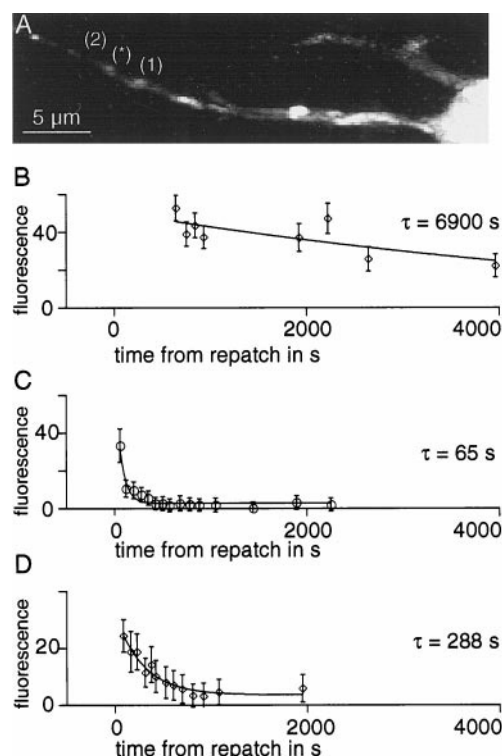 A
(2)
(*)
(1)
5 µm
B
fluorescence
40
0
τ = 6900 s
0
2000
4000
time from repatch in s
C
fluorescence
40
0
τ = 65 s
0
2000
4000
time from repatch in s
D
fluorescence
20
0
τ = 288 s
0
2000
4000
time from repatch in s